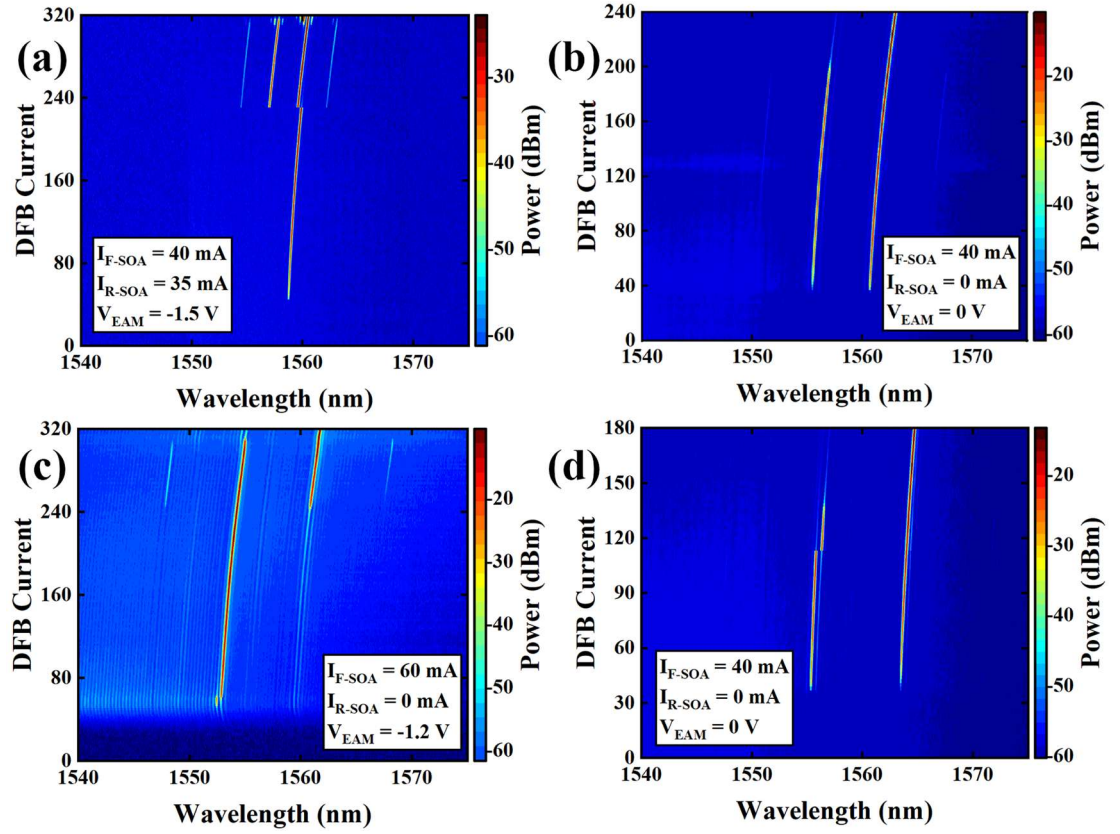 (a)
320
240
160
80
0
DFB Current
I_F-SOA = 40 mA
I_R-SOA = 35 mA
V_EAM = -1.5 V
1540 1550 1560 1570
Wavelength (nm)
-30
-40
-50
-60
Power (dBm)
(b)
240
200
160
120
80
40
0
DFB Current
I_F-SOA = 40 mA
I_R-SOA = 0 mA
V_EAM = 0 V
1540 1550 1560 1570
Wavelength (nm)
-20
-30
-40
-50
-60
Power (dBm)
(c)
320
240
160
80
0
DFB Current
I_F-SOA = 60 mA
I_R-SOA = 0 mA
V_EAM = -1.2 V
1540 1550 1560 1570
Wavelength (nm)
-20
-30
-40
-50
-60
Power (dBm)
(d)
180
150
120
90
60
30
0
DFB Current
I_F-SOA = 40 mA
I_R-SOA = 0 mA
V_EAM = 0 V
1540 1550 1560 1570
Wavelength (nm)
-20
-30
-40
-50
-60
Power (dBm)